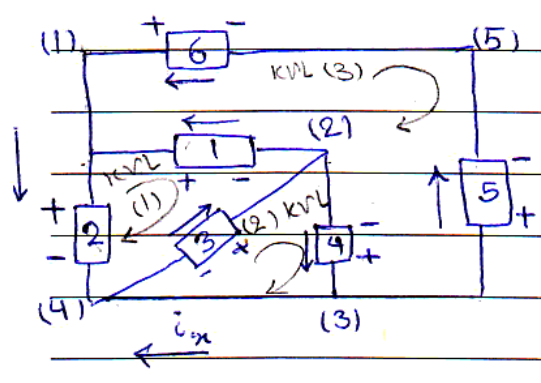 + -
(1) 6 (5)
KVL (3)
(2)
1
+ -
KVL
(1)
- 
+ 2 3 (2) KVL 4 5
- +
- + +
(4) (3)
ix